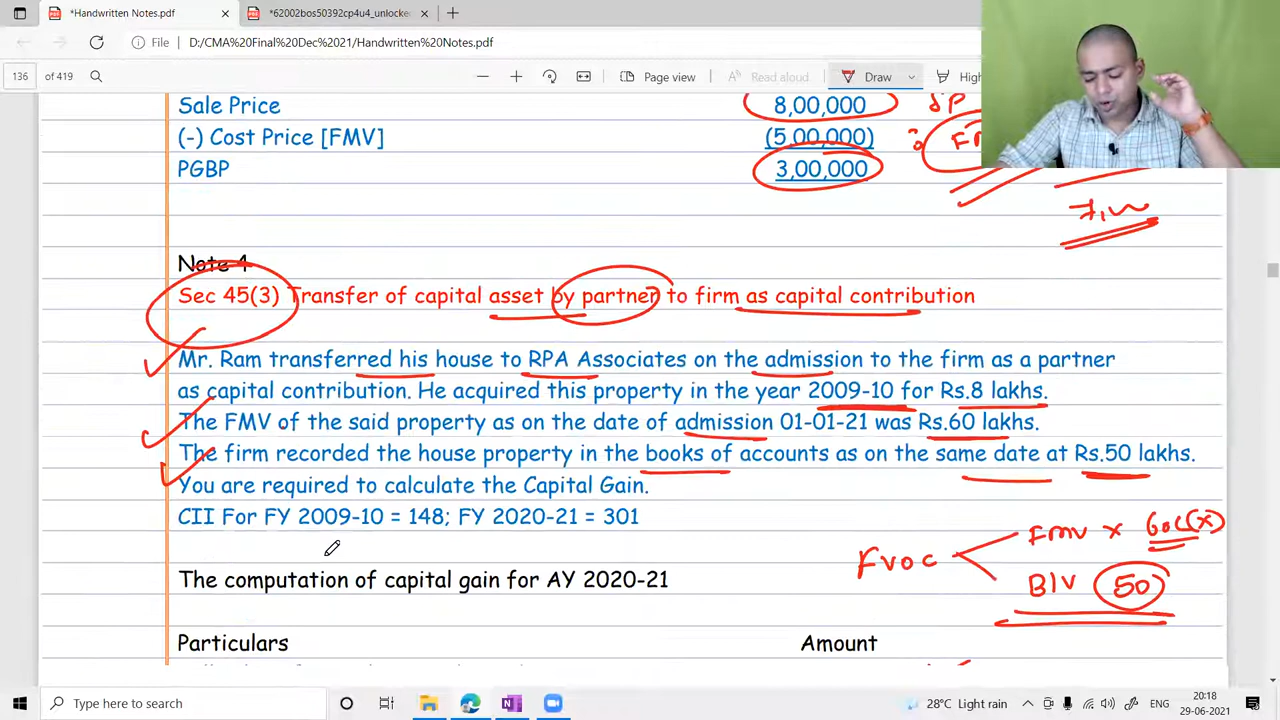 *Handwritten Notes.pdf
*62002bos50392cp4u4_unlocke
File
D:/CMA%20Final%20Dec%2021/Handwritten%20Notes.pdf
136 of 419
Page view
Read aloud
Draw
High
Sale Price 8,00,000 SP
(-) Cost Price [FMV] (5,00,000)
PGBP 3,00,000
Note 4
Sec 45(3) Transfer of capital asset by partner to firm as capital contribution
Mr. Ram transferred his house to RPA Associates on the admission to the firm as a partner
as capital contribution. He acquired this property in the year 2009-10 for Rs.8 lakhs.
The FMV of the said property as on the date of admission 01-01-21 was Rs.60 lakhs.
The firm recorded the house property in the books of accounts as on the same date at Rs.50 lakhs.
You are required to calculate the Capital Gain.
CII For FY 2009-10 = 148; FY 2020-21 = 301
FVOC
FMV x 60L (x)
BIV 50
The computation of capital gain for AY 2020-21
Particulars Amount
Type here to search
28°C Light rain
ENG
20:18
29-06-2021